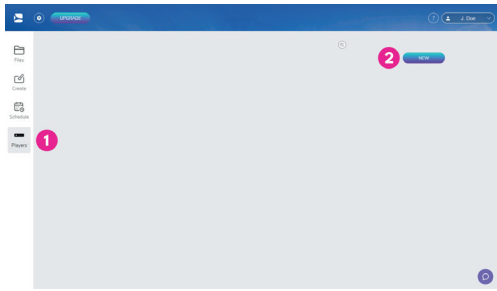 UPGRADE
?
J. Doe
Files
Create
Schedule
Players
1
2
NEW